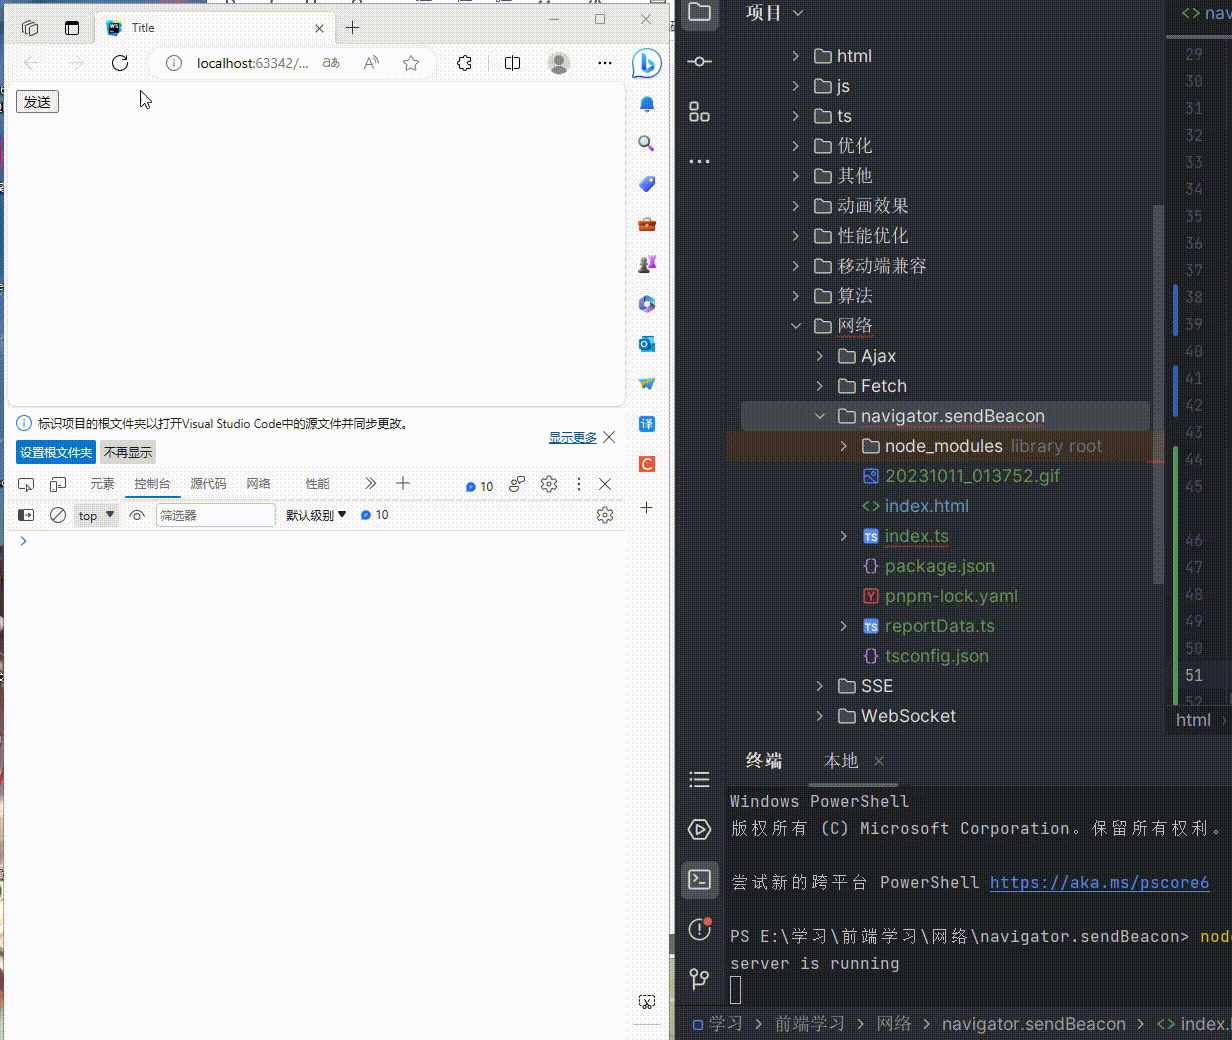 Title
localhost:63342/...
aあ
发送
标识项目的根文件夹以打开Visual Studio Code中的源文件并同步更改。
显示更多
设置根文件夹 不再显示
元素 控制台 源代码 网络 性能
10
top 筛选器 默认级别 10
译
C
项目
html
js
ts
优化
其他
动画效果
性能优化
移动端兼容
算法
网络
Ajax
Fetch
navigator.sendBeacon
node_modules library root
20231011_013752.gif
index.html
TS index.ts
package.json
Y pnpm-lock.yaml
TS reportData.ts
tsconfig.json
SSE
WebSocket
nav
29
30
31
32
33
34
35
36
37
38
39
40
41
42
43
44
45
46
47
48
49
50
51
52
html
终端 本地
Windows PowerShell
版权所有 (C) Microsoft Corporation。保留所有权利。
尝试新的跨平台 PowerShell https://aka.ms/pscore6
PS E:\学习\前端学习\网络\navigator.sendBeacon> nod
server is running
学习 > 前端学习 > 网络 > navigator.sendBeacon > index.